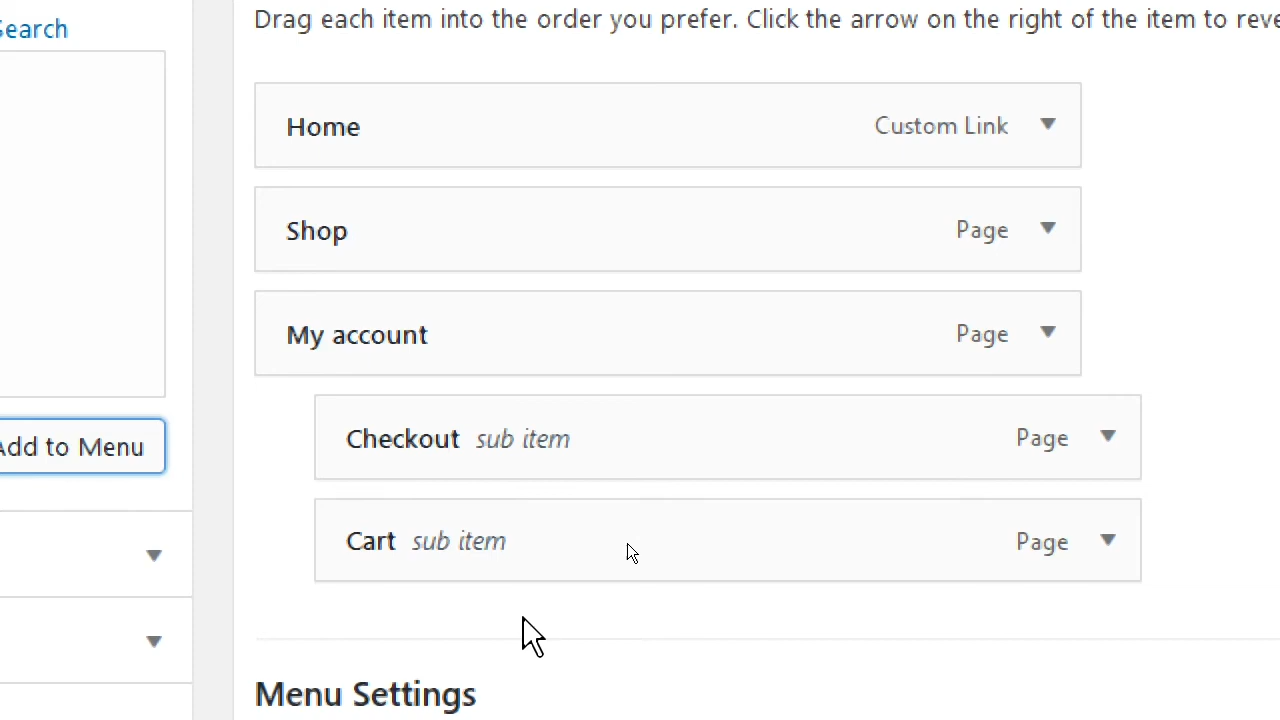 Search
Drag each item into the order you prefer. Click the arrow on the right of the item to
Home Custom Link
Shop Page
My account Page
Checkout sub item Page
Add to Menu
Cart sub item Page
Menu Settings